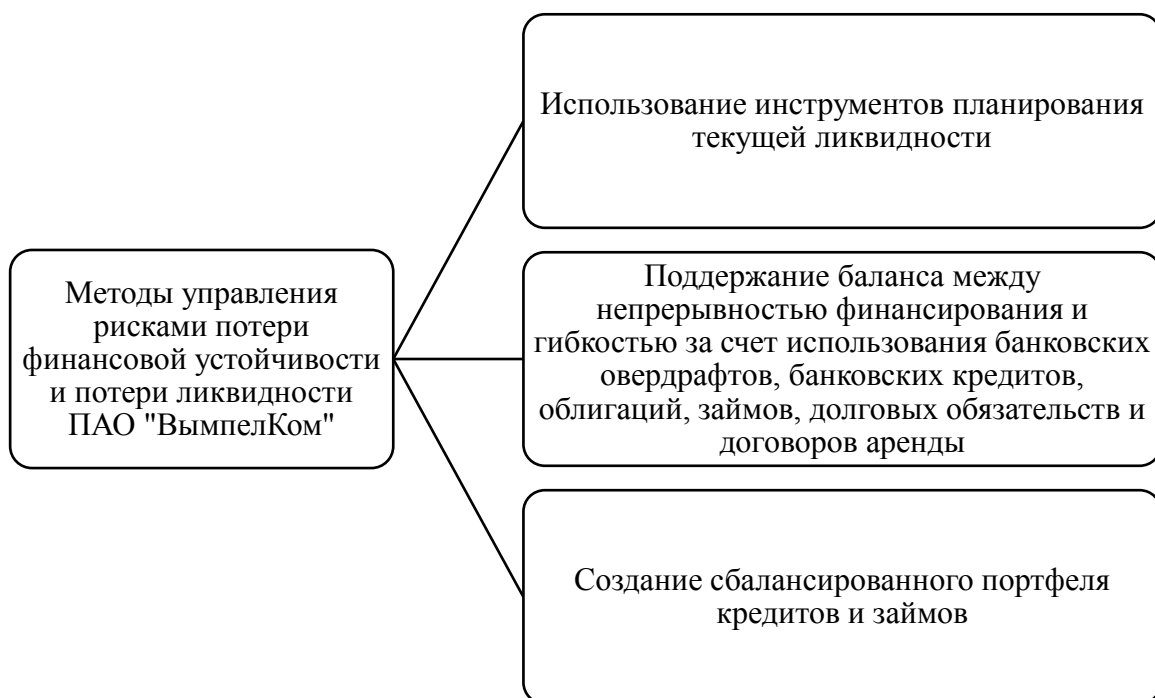 Методы управления
рисками потери
финансовой устойчивости
и потери ликвидности
ПАО "ВымпелКом"
Использование инструментов планирования
текущей ликвидности
Поддержание баланса между
непрерывностью финансирования и
гибкостью за счет использования банковских
овердрафтов, банковских кредитов,
облигаций, займов, долговых обязательств и
договоров аренды
Создание сбалансированного портфеля
кредитов и займов